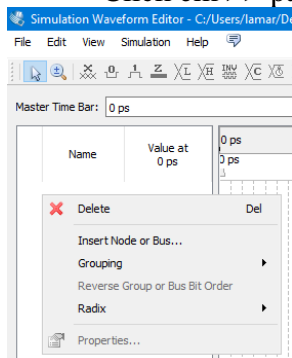 Simulation Waveform Editor - C:/Users/lamar/De
File Edit View Simulation Help
Master Time Bar: 0 ps
Name
Value at
0 ps
0 ps
0 ps
Delete Del
Insert Node or Bus...
Grouping
Reverse Group or Bus Bit Order
Radix
Properties...